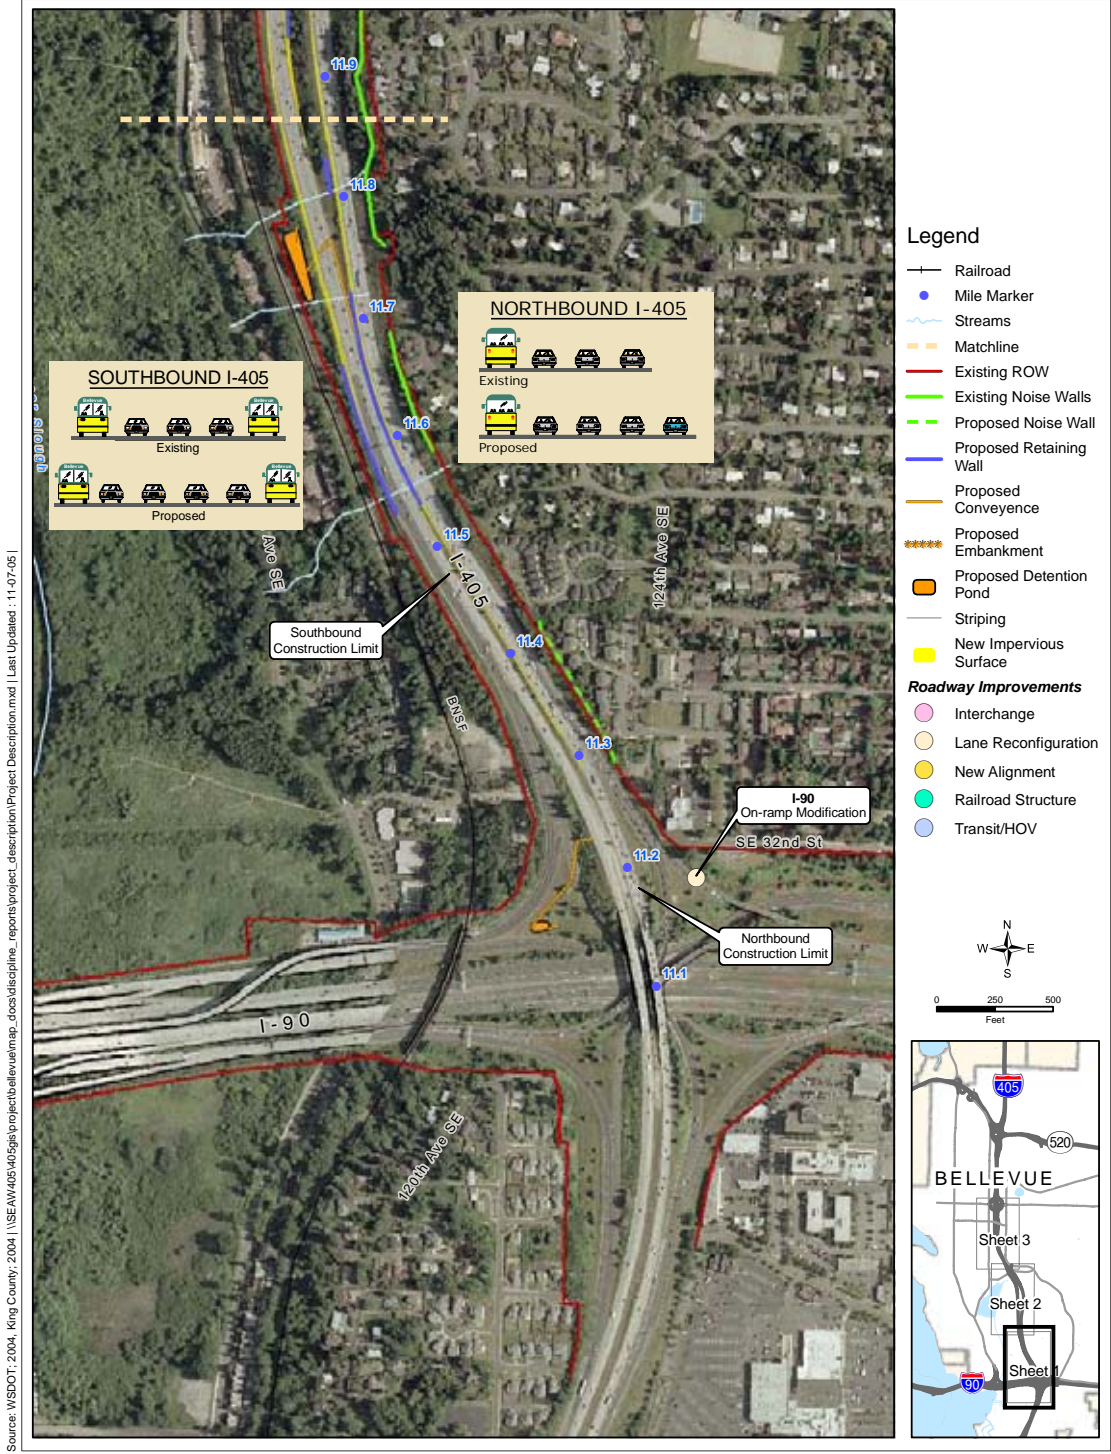 11.9
11.8
11.7
NORTHBOUND I-405
Existing
Proposed
SOUTHBOUND I-405
Bellevue
Bellevue
Existing
Bellevue
Bellevue
Proposed
11.6
Slough
11.5
I-405
Ave SE
124th Ave SE
Southbound
Construction Limit
11.4
BNSF
11.3
I-90
On-ramp Modification
SE 32nd St
11.2
Northbound
Construction Limit
11.1
I-90
120th Ave SE
Legend
Railroad
Mile Marker
Streams
Matchline
Existing ROW
Existing Noise Walls
Proposed Noise Wall
Proposed Retaining
Wall
Proposed
Conveyence
Proposed
Embankment
Proposed Detention
Pond
Striping
New Impervious
Surface
Roadway Improvements
Interchange
Lane Reconfiguration
New Alignment
Railroad Structure
Transit/HOV
N
W E
S
0 250 500
Feet
405
520
BELLEVUE
Sheet 3
Sheet 2
Sheet 1
90
Source: WSDOT; 2004, King County; 2004 | \\SEAW405\405gis\project\bellevue\map_docs\discipline_reports\project_description\Project Description.mxd | Last Updated : 11-07-05 |